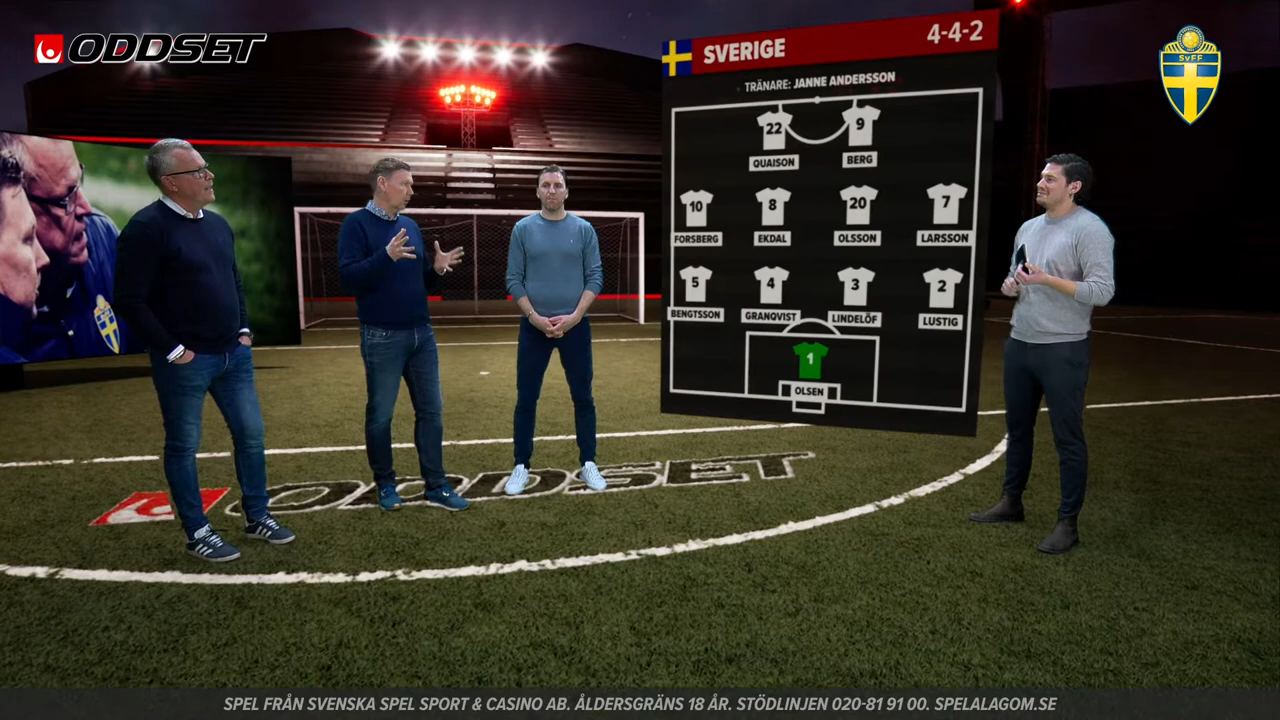 ODDSET
SVERIGE
4-4-2
SvFF
TRÄNARE: JANNE ANDERSSON
22
9
QUAISON
BERG
10
8
20
7
FORSBERG
EKDAL
OLSSON
LARSSON
5
4
3
2
BENGTSSON
GRANQVIST
LINDELÖF
LUSTIG
1
OLSEN
ODDSET
SPEL FRÅN SVENSKA SPEL SPORT & CASINO AB. ÅLDERSGRÄNS 18 ÅR. STÖDLINJEN 020-81 91 00. SPELALAGOM.SE